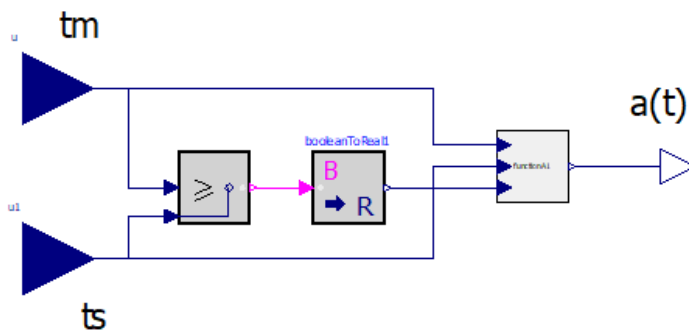 tm
u
a(t)
booleanToReal1
B
functionA1
≥
R
u1
ts